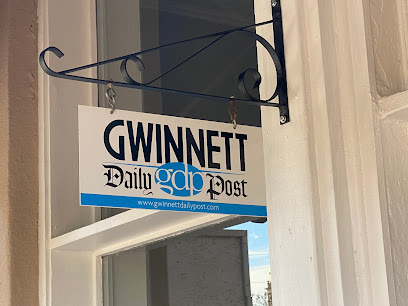 GWINNETT
Daily gdp Post
www.gwinnettdailypost.com